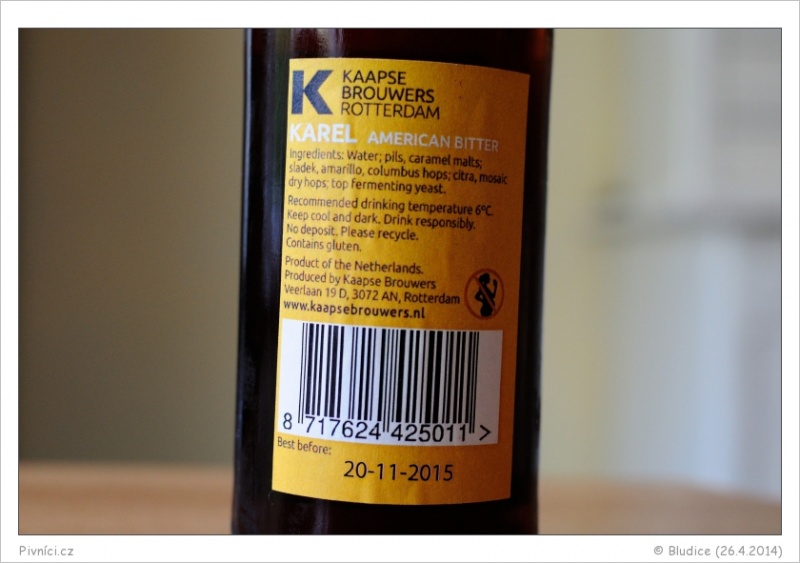 K KAAPSE
BROUWERS
ROTTERDAM
KAREL AMERICAN BITTER
Ingredients: Water; pils, caramel malts;
sladek, amarillo, columbus hops; citra, mosaic
dry hops; top fermenting yeast.
Recommended drinking temperature 6ºC.
Keep cool and dark. Drink responsibly.
No deposit. Please recycle.
Contains gluten.
Product of the Netherlands.
Produced by Kaapse Brouwers
Veerlaan 19 D, 3072 AN, Rotterdam
www.kaapsebrouwers.nl
8 717624 425011 >
Best before:
20-11-2015
Pivníci.cz
© Bludice (26.4.2014)